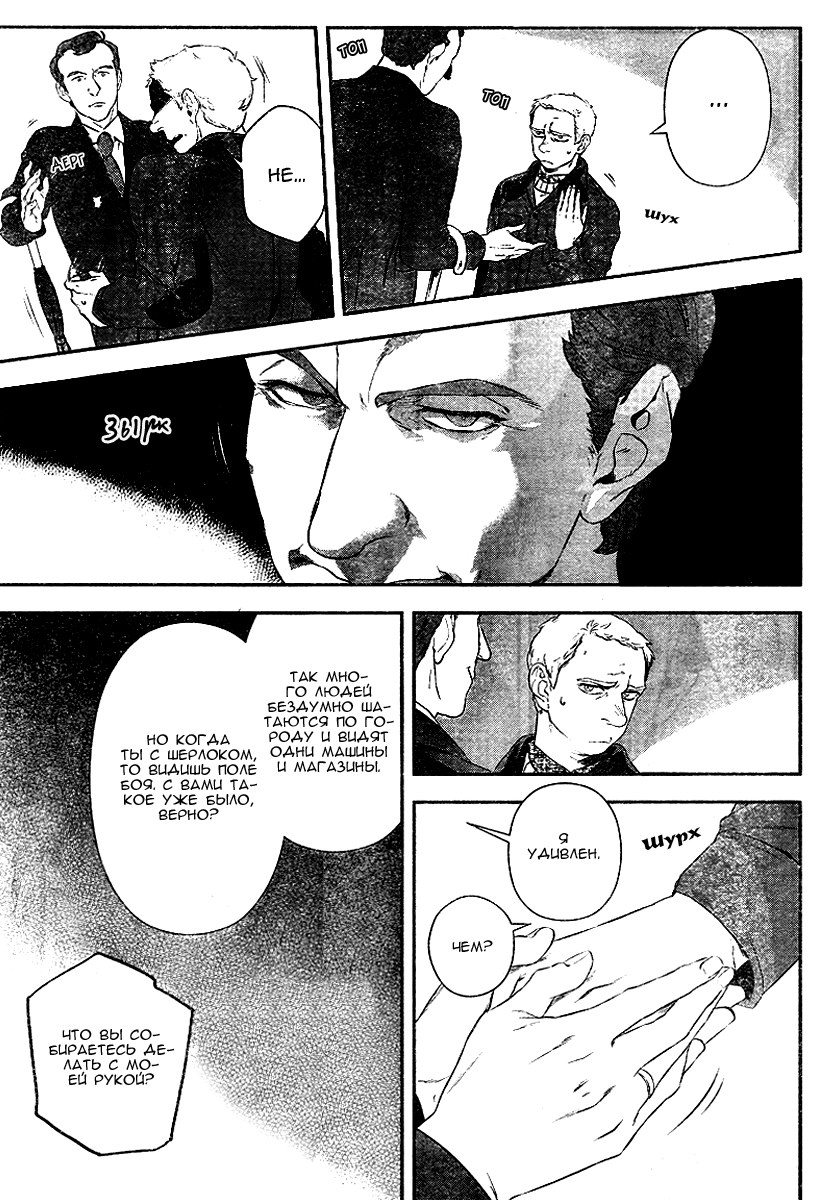 ...
ТОП
ТОП
ШУХ
НЕ...
ДЕРГ
ЗЫРК
Я
УДИВЛЕН.
ШУРХ
ЧЕМ?
ТАК МНО-
ГО ЛЮДЕЙ
БЕЗДУМНО ША-
ТАЮТСЯ ПО ГО-
РОДУ И ВИДЯТ
ОДНИ МАШИНЫ
И МАГАЗИНЫ.
НО КОГДА
ТЫ С ШЕРЛОКОМ,
ТО ВИДИШЬ ПОЛЕ
БОЯ. С ВАМИ ТА-
КОЕ УЖЕ БЫЛО,
ВЕРНО?
ЧТО ВЫ СО-
БИРАЕТЕСЬ ДЕ-
ЛАТЬ С МО-
ЕЙ РУКОЙ?